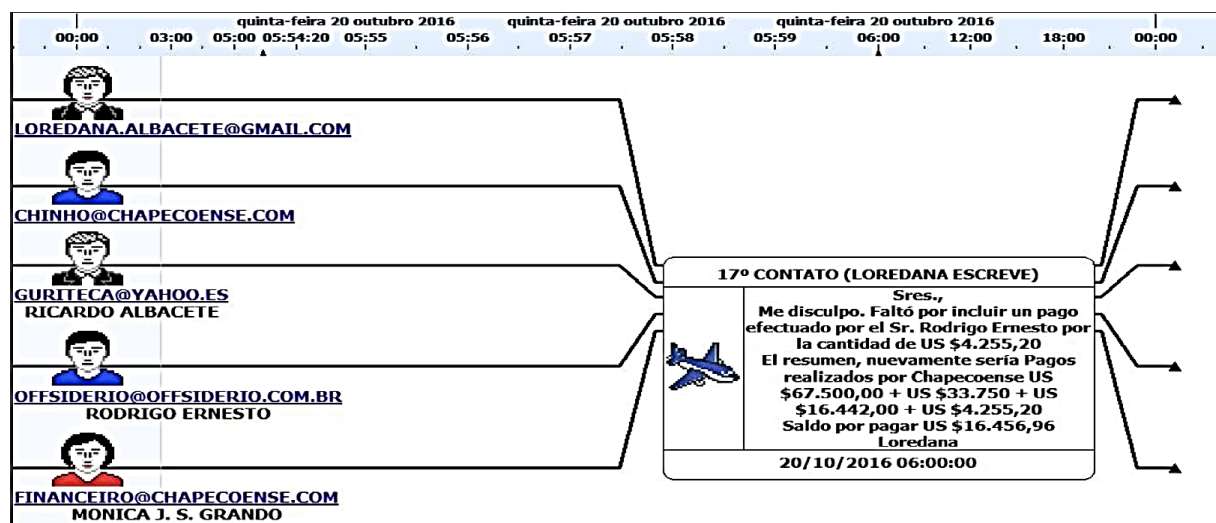 quinta-feira 20 outubro 2016 quinta-feira 20 outubro 2016 quinta-feira 20 outubro 2016
00:00 03:00 05:00 05:54:20 05:55 05:56 05:57 05:58 05:59 06:00 12:00 18:00 00:00
LOREDANA.ALBACETE@GMAIL.COM
CHINHO@CHAPECOENSE.COM
GURITECA@YAHOO.ES
RICARDO ALBACETE
OFFSIDERIO@OFFSIDERIO.COM.BR
RODRIGO ERNESTO
FINANCEIRO@CHAPECOENSE.COM
MONICA J. S. GRANDO
17º CONTATO (LOREDANA ESCREVE)
Sres.,
Me disculpo. Faltó por incluir un pago
efectuado por el Sr. Rodrigo Ernesto por
la cantidad de US $4.255,20
El resumen, nuevamente sería Pagos
realizados por Chapecoense US
$67.500,00 + US $33.750 + US
$16.442,00 + US $4.255,20
Saldo por pagar US $16.456,96
Loredana
20/10/2016 06:00:00